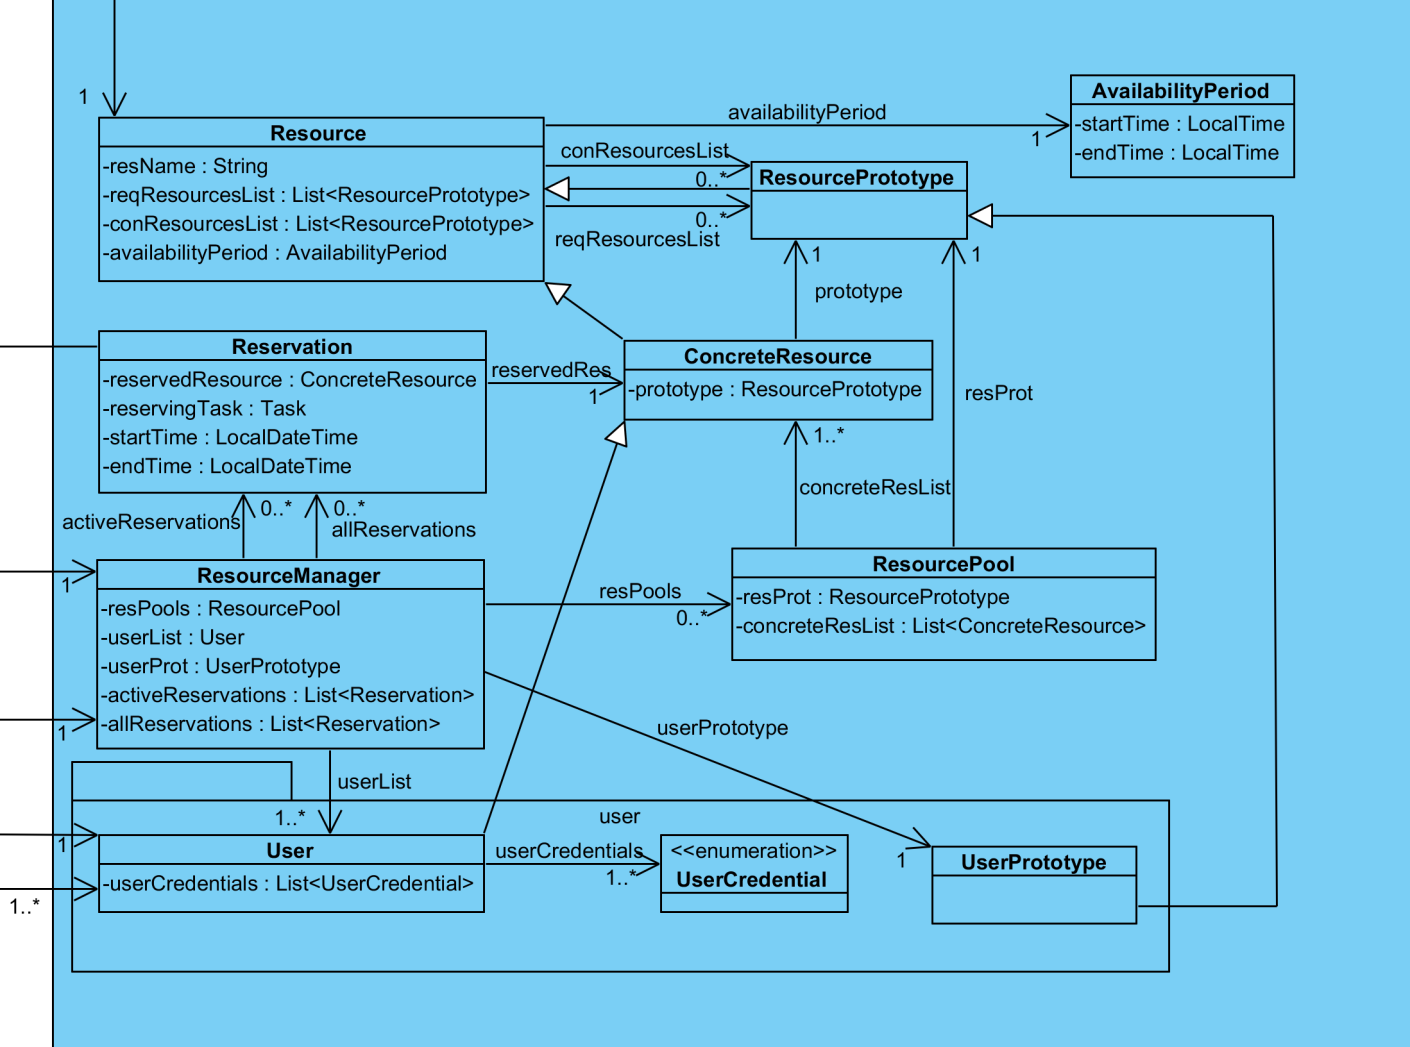 1
Resource
-resName : String
-reqResourcesList : List<ResourcePrototype>
-conResourcesList : List<ResourcePrototype>
-availabilityPeriod : AvailabilityPeriod
availabilityPeriod
1
AvailabilityPeriod
-startTime : LocalTime
-endTime : LocalTime
conResourcesList
0..*
0..*
reqResourcesList
ResourcePrototype
1
prototype
1
resProt
Reservation
-reservedResource : ConcreteResource
-reservingTask : Task
-startTime : LocalDateTime
-endTime : LocalDateTime
reservedRes
1
ConcreteResource
-prototype : ResourcePrototype
1..*
concreteResList
activeReservations
0..*
0..*
allReservations
1
1
ResourceManager
-resPools : ResourcePool
-userList : User
-userProt : UserPrototype
-activeReservations : List<Reservation>
-allReservations : List<Reservation>
resPools
0..*
ResourcePool
-resProt : ResourcePrototype
-concreteResList : List<ConcreteResource>
userPrototype
1
userList
1..*
user
1
1..*
User
-userCredentials : List<UserCredential>
userCredentials
1..*
<<enumeration>>
UserCredential
UserPrototype